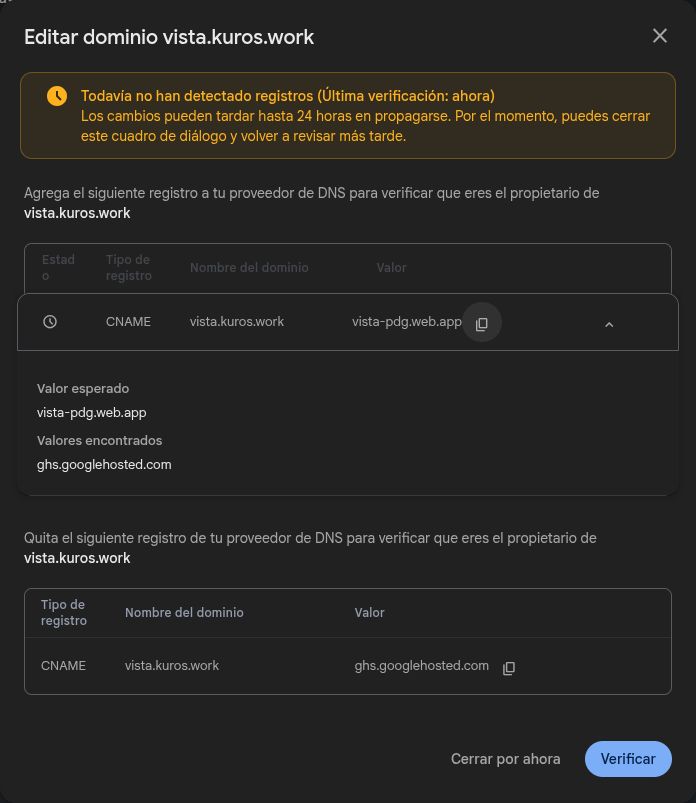 Editar dominio vista.kuros.work
Todavía no han detectado registros (Última verificación: ahora)
Los cambios pueden tardar hasta 24 horas en propagarse. Por el momento, puedes cerrar
este cuadro de diálogo y volver a revisar más tarde.
Agrega el siguiente registro a tu proveedor de DNS para verificar que eres el propietario de
vista.kuros.work
Estad
o
Tipo de
registro
Nombre del dominio
Valor
CNAME
vista.kuros.work
vista-pdg.web.app
Valor esperado
vista-pdg.web.app
Valores encontrados
ghs.googlehosted.com
Quita el siguiente registro de tu proveedor de DNS para verificar que eres el propietario de
vista.kuros.work
Tipo de
registro
Nombre del dominio
Valor
CNAME
vista.kuros.work
ghs.googlehosted.com
Cerrar por ahora
Verificar